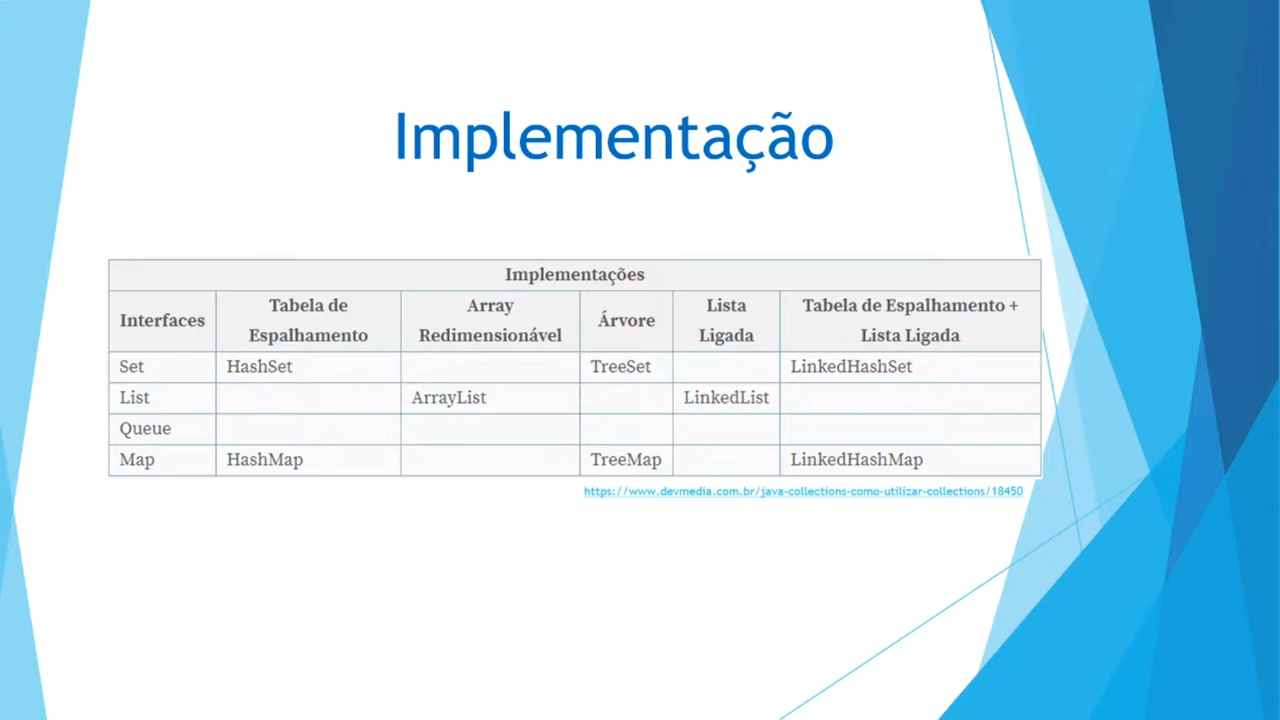 Implementação
Implementações
Interfaces Tabela de Espalhamento Array Redimensionável Árvore Lista Ligada Tabela de Espalhamento + Lista Ligada
Set HashSet TreeSet LinkedHashSet
List ArrayList LinkedList
Queue
Map HashMap TreeMap LinkedHashMap
https://www.devmedia.com.br/java-collections-como-utilizar-collections/18450